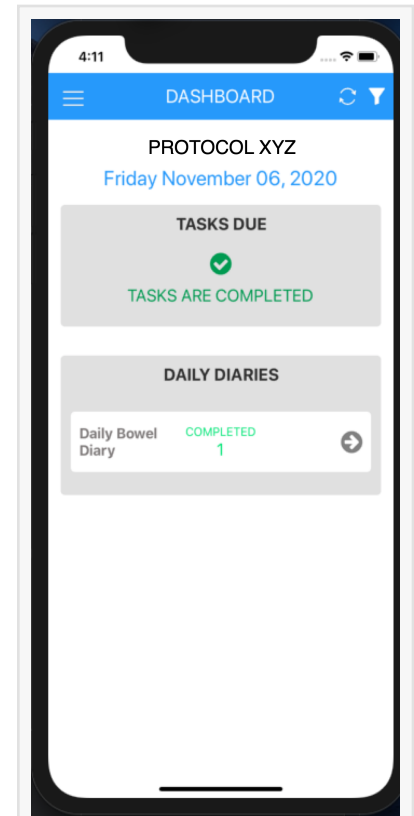 4:11
DASHBOARD
PROTOCOL XYZ
Friday November 06, 2020
TASKS DUE
TASKS ARE COMPLETED
DAILY DIARIES
Daily Bowel
Diary
COMPLETED
1